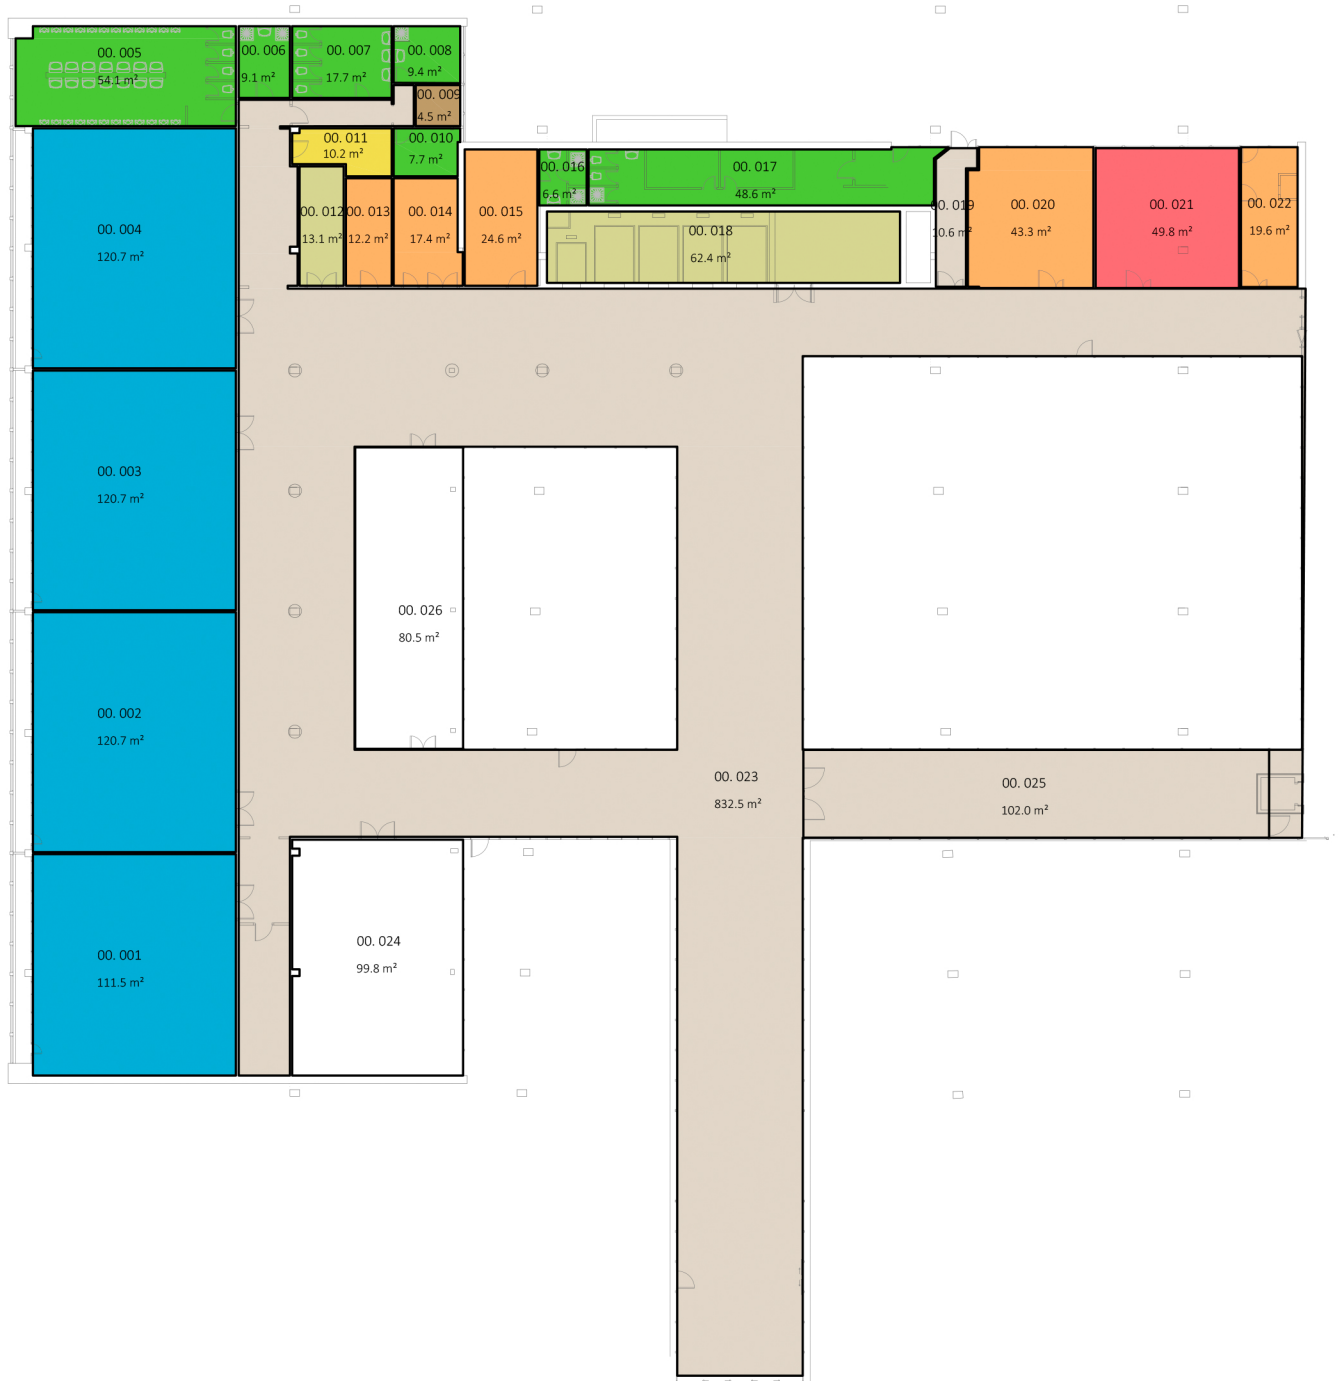 00. 005
54.1 m²
00. 006
9.1 m²
00. 007
17.7 m²
00. 008
9.4 m²
00. 009
4.5 m²
00. 011
10.2 m²
00. 010
7.7 m²
00. 004
120.7 m²
00. 012
13.1 m²
00. 013
12.2 m²
00. 014
17.4 m²
00. 015
24.6 m²
00. 016
6.6 m²
00. 017
48.6 m²
00. 018
62.4 m²
00. 019
10.6 m²
00. 020
43.3 m²
00. 021
49.8 m²
00. 022
19.6 m²
00. 003
120.7 m²
00. 026
80.5 m²
00. 002
120.7 m²
00. 023
832.5 m²
00. 025
102.0 m²
00. 001
111.5 m²
00. 024
99.8 m²